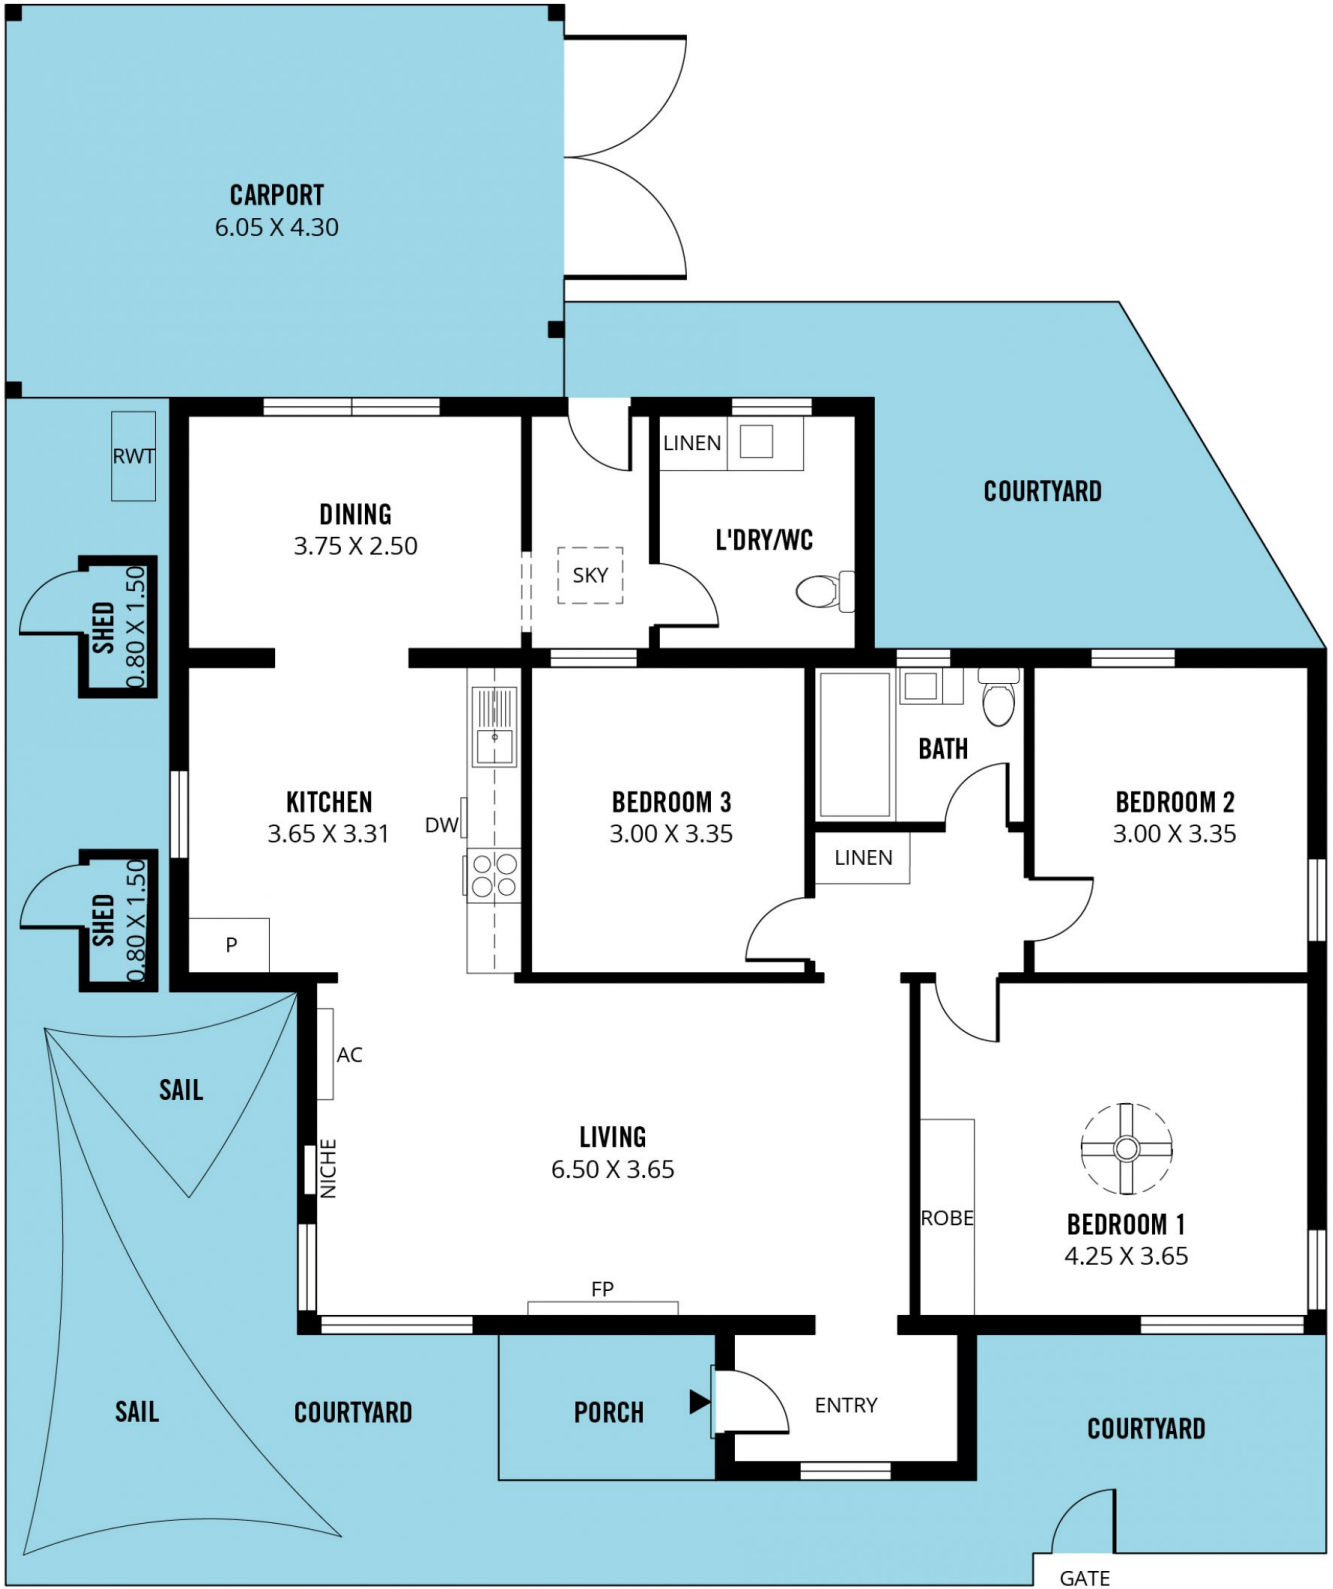 CARPORT
6.05 X 4.30
RWT
LINEN
COURTYARD
DINING
3.75 X 2.50
L'DRY/WC
SKY
SHED
0.80 X 1.50
BATH
KITCHEN
3.65 X 3.31
DW
BEDROOM 3
3.00 X 3.35
BEDROOM 2
3.00 X 3.35
LINEN
SHED
0.80 X 1.50
P
AC
SAIL
LIVING
6.50 X 3.65
NICHE
ROBE
BEDROOM 1
4.25 X 3.65
FP
SAIL
COURTYARD
PORCH
ENTRY
COURTYARD
GATE